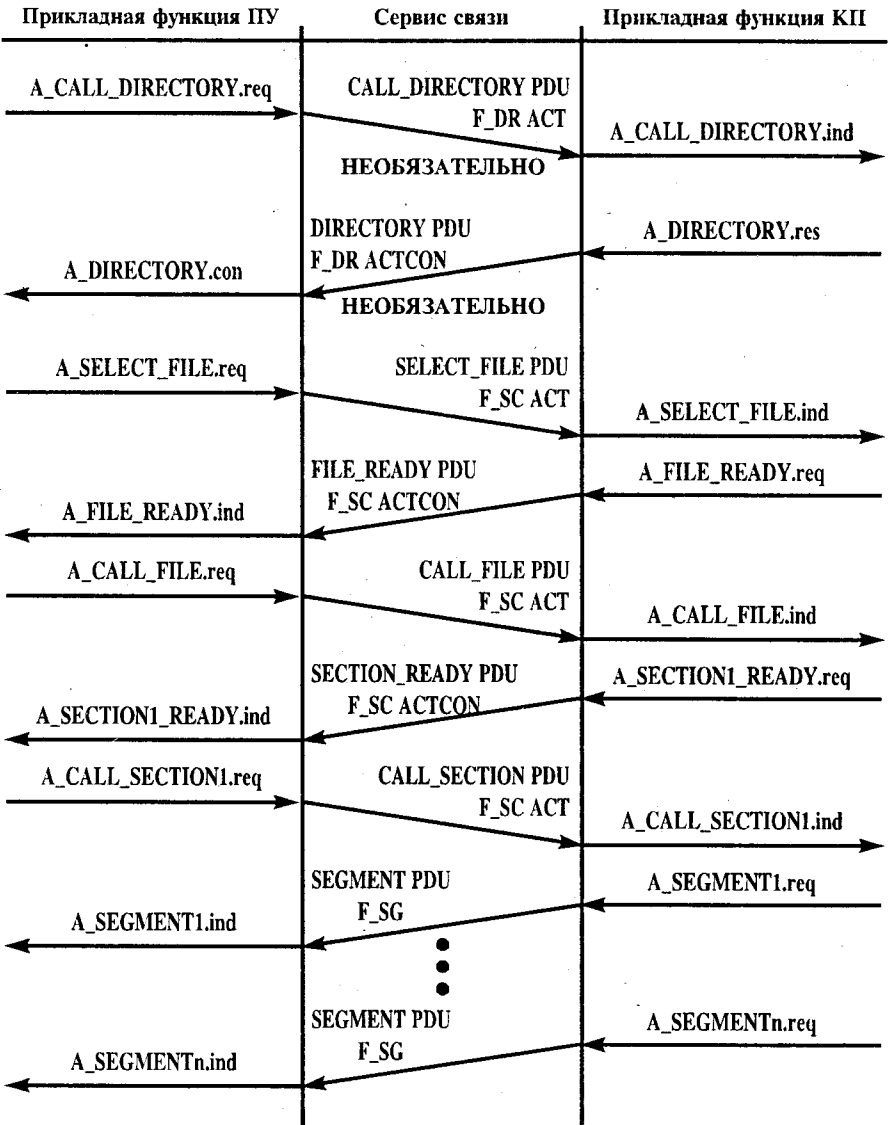 Прикладная функция ПУ Сервис связи Прикладная функция КП
A_CALL_DIRECTORY.req
CALL_DIRECTORY PDU
F_DR ACT
A_CALL_DIRECTORY.ind
НЕОБЯЗАТЕЛЬНО
DIRECTORY PDU
A_DIRECTORY.res
F_DR ACTCON
A_DIRECTORY.con
НЕОБЯЗАТЕЛЬНО
A_SELECT_FILE.req
SELECT_FILE PDU
F_SC ACT
A_SELECT_FILE.ind
FILE_READY PDU
A_FILE_READY.req
F_SC ACTCON
A_FILE_READY.ind
A_CALL_FILE.req
CALL_FILE PDU
F_SC ACT
A_CALL_FILE.ind
SECTION_READY PDU
A_SECTION1_READY.req
F_SC ACTCON
A_SECTION1_READY.ind
A_CALL_SECTION1.req
CALL_SECTION PDU
F_SC ACT
A_CALL_SECTION1.ind
SEGMENT PDU
A_SEGMENT1.req
F_SG
A_SEGMENT1.ind
SEGMENT PDU
A_SEGMENTn.req
F_SG
A_SEGMENTn.ind